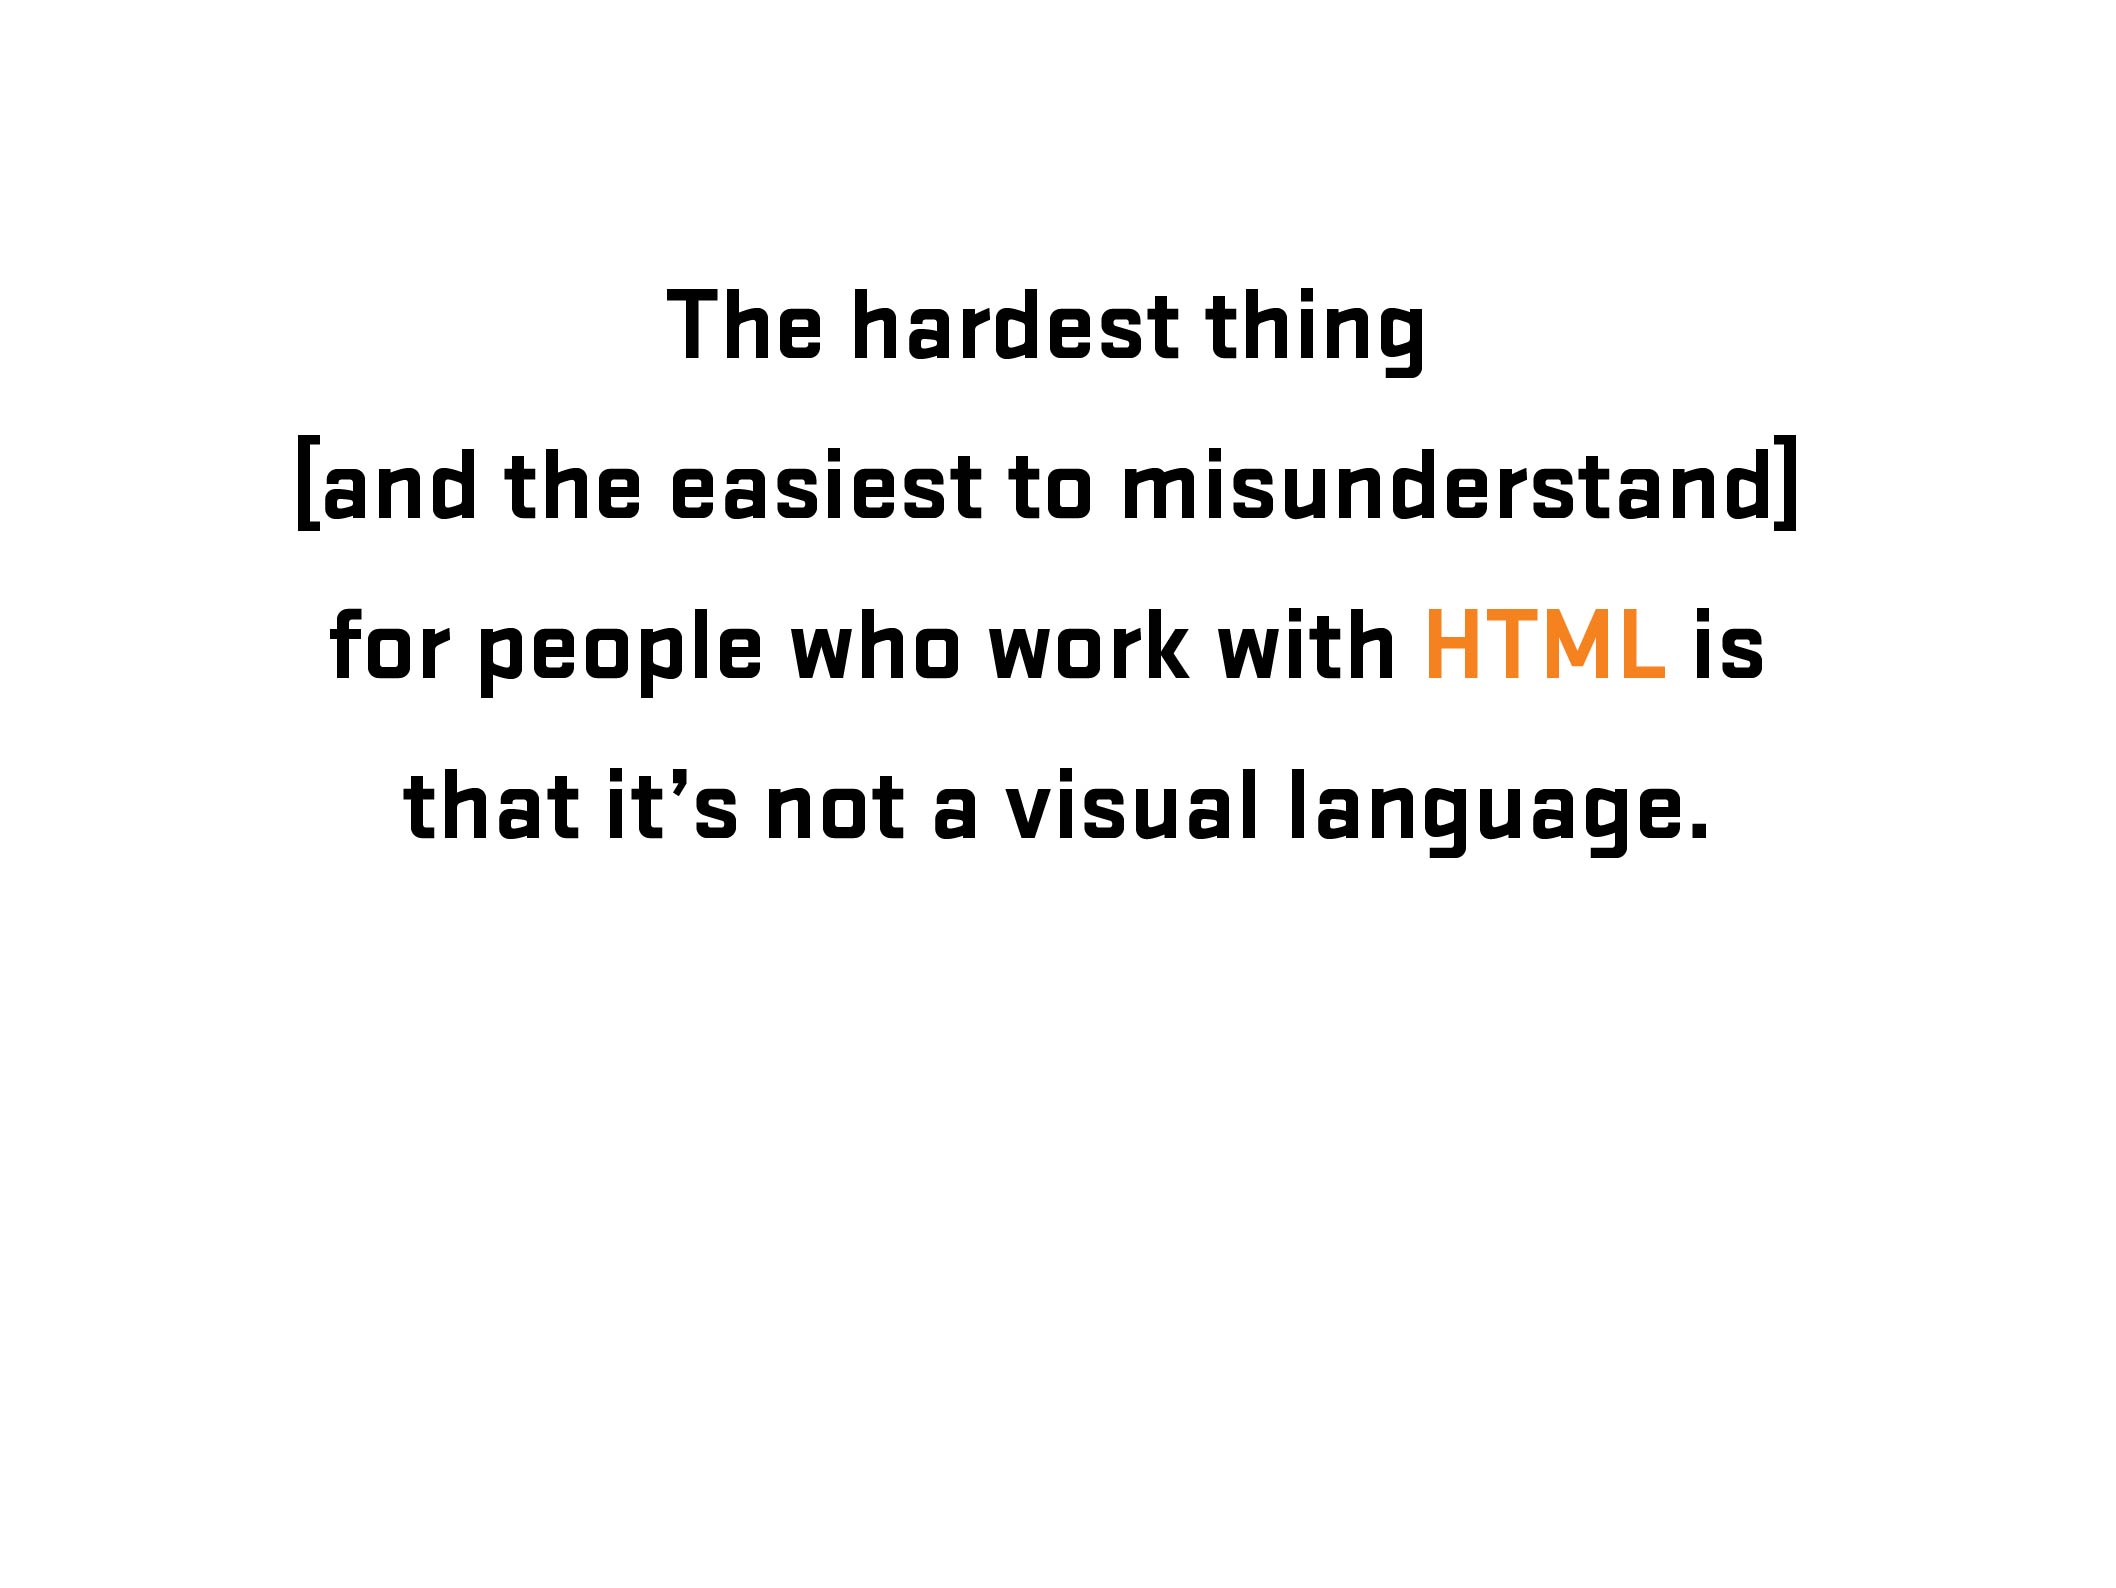 The hardest thing
[and the easiest to misunderstand]
for people who work with HTML is
that it’s not a visual language.